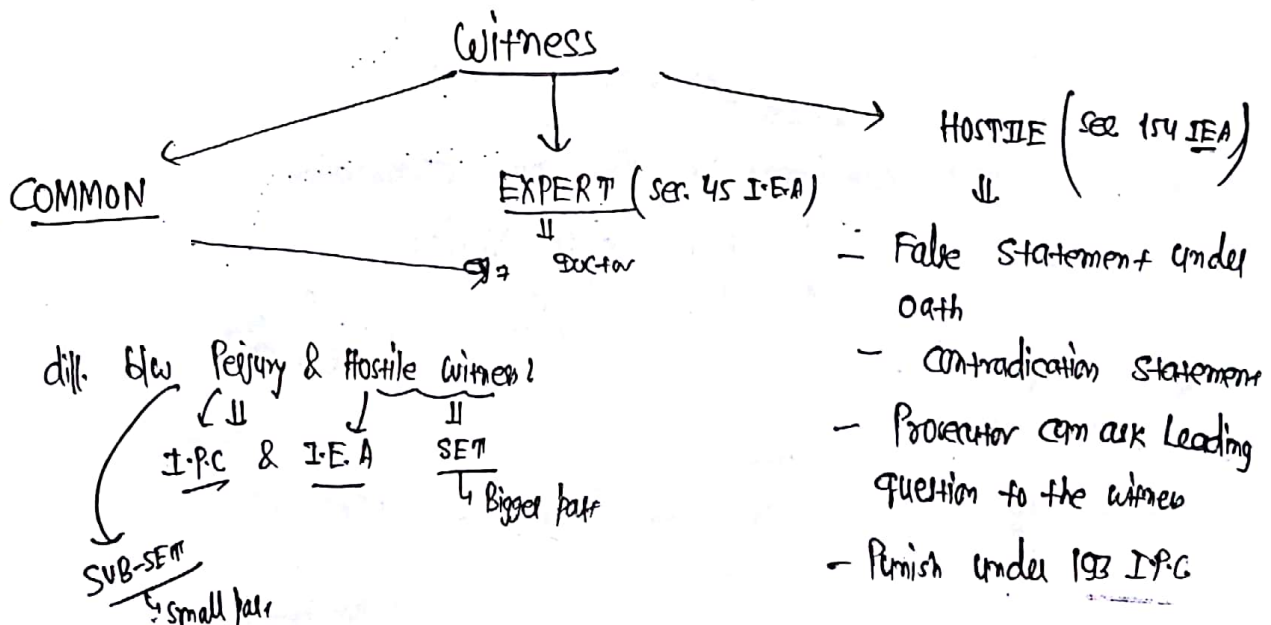 Witness
COMMON
EXPERT (sec. 45 I.E.A)
Doctor
HOSTILE (sec 154 IEA)
- False statement under
oath
- contradication statement
- Prosecutor can ask Leading
question to the witness
- Punish under 193 I.P.C
diff. b/w Perjury & Hostile witness?
I.P.C & I.E.A SET
Bigger part
SUB-SET
small part